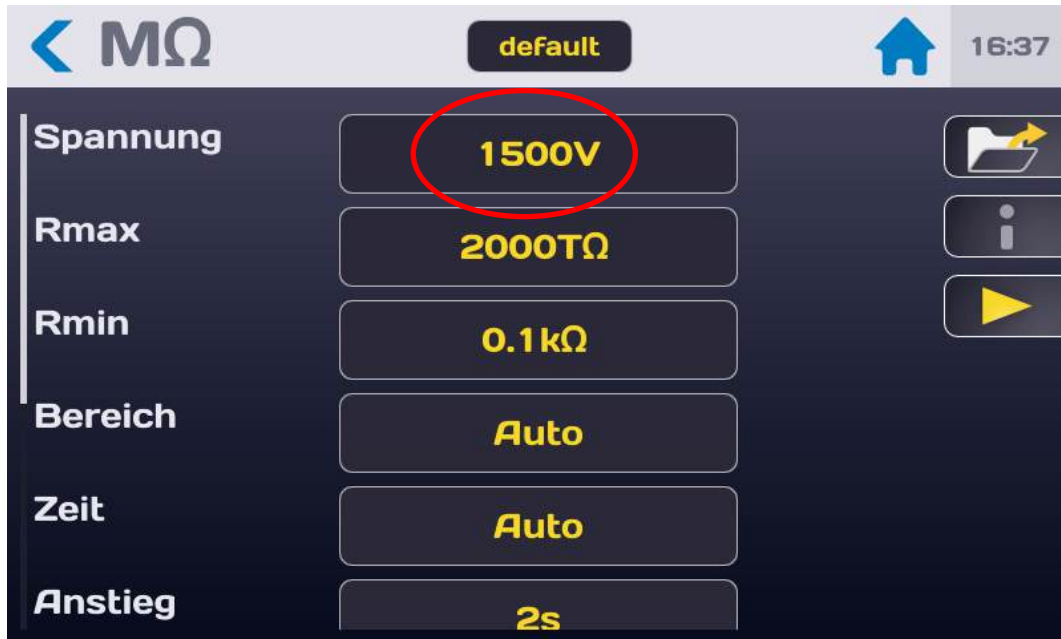 MΩ default 16:37
Spannung 1500V
Rmax 2000TΩ
Rmin 0.1kΩ
Bereich Auto
Zeit Auto
Anstieg 2s